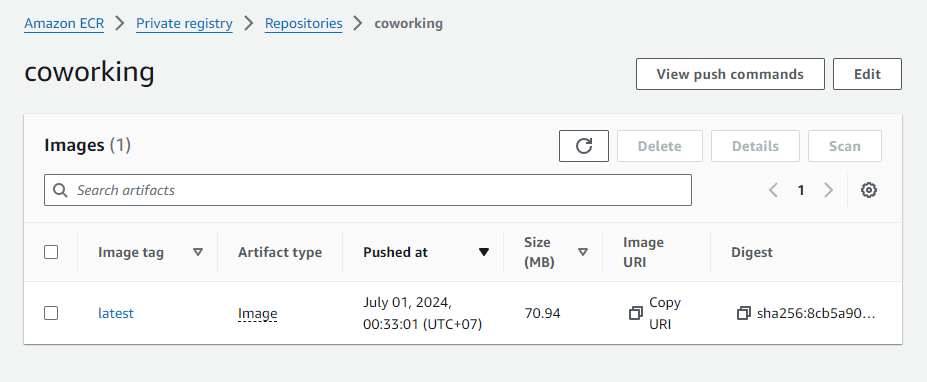 Amazon ECR > Private registry > Repositories > coworking
coworking
View push commands
Edit
Images (1)
Delete
Details
Scan
Search artifacts
1
Image tag
Artifact type
Pushed at
Size
(MB)
Image
URI
Digest
latest
Image
July 01, 2024,
00:33:01 (UTC+07)
70.94
Copy
URI
sha256:8cb5a90...